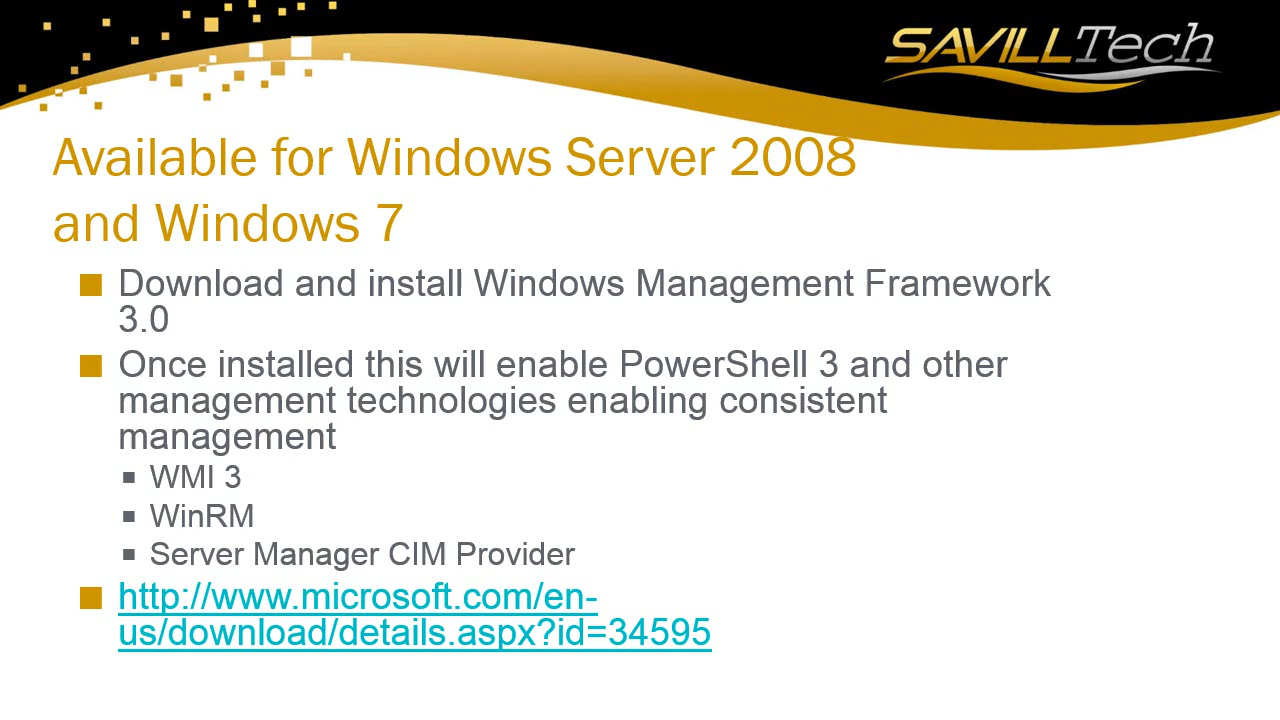 SAVILLTech
Available for Windows Server 2008
and Windows 7
Download and install Windows Management Framework
3.0
Once installed this will enable PowerShell 3 and other
management technologies enabling consistent
management
WMI 3
WinRM
Server Manager CIM Provider
http://www.microsoft.com/en-
us/download/details.aspx?id=34595